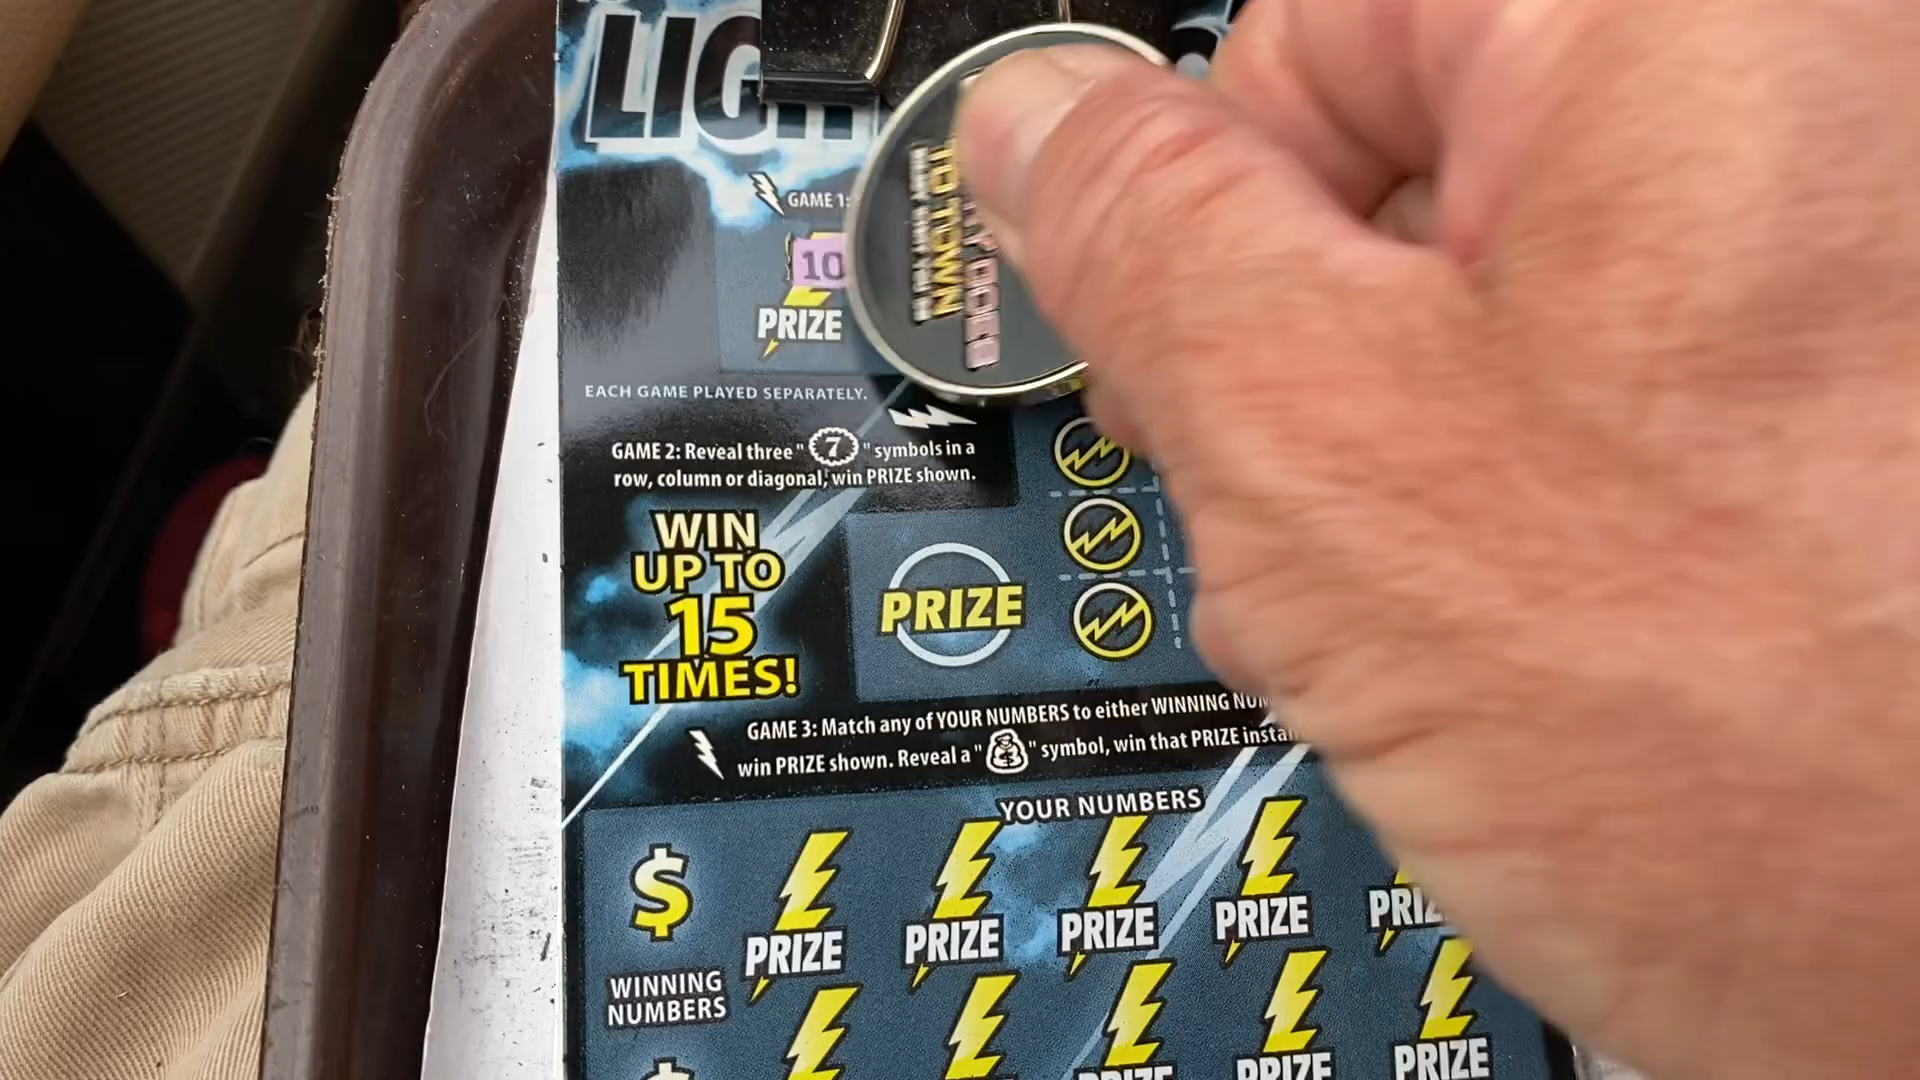 LIGH
GAME 1:
10
PRIZE
TO TOWN
EACH GAME PLAYED SEPARATELY.
GAME 2: Reveal three " 7 " symbols in a
row, column or diagonal, win PRIZE shown.
WIN
UP TO
15
TIMES!
PRIZE
GAME 3: Match any of YOUR NUMBERS to either WINNING
win PRIZE shown. Reveal a " " symbol, win that PRIZE
YOUR NUMBERS
$
PRIZE PRIZE PRIZE PRIZE PRIZ
WINNING
NUMBERS
PRIZE PRIZE PRIZE